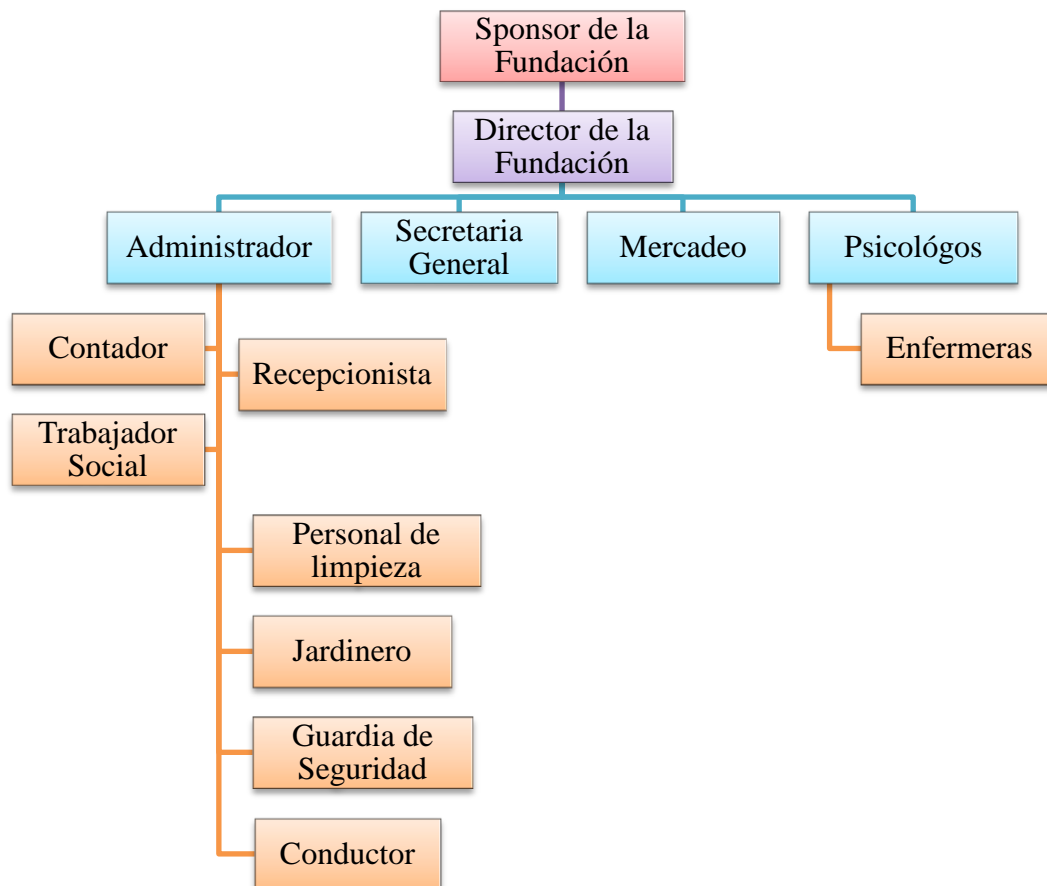 Sponsor de la
Fundación
Director de la
Fundación
Administrador
Secretaria
General
Mercadeo
Psicológos
Contador
Recepcionista
Enfermeras
Trabajador
Social
Personal de
limpieza
Jardinero
Guardia de
Seguridad
Conductor